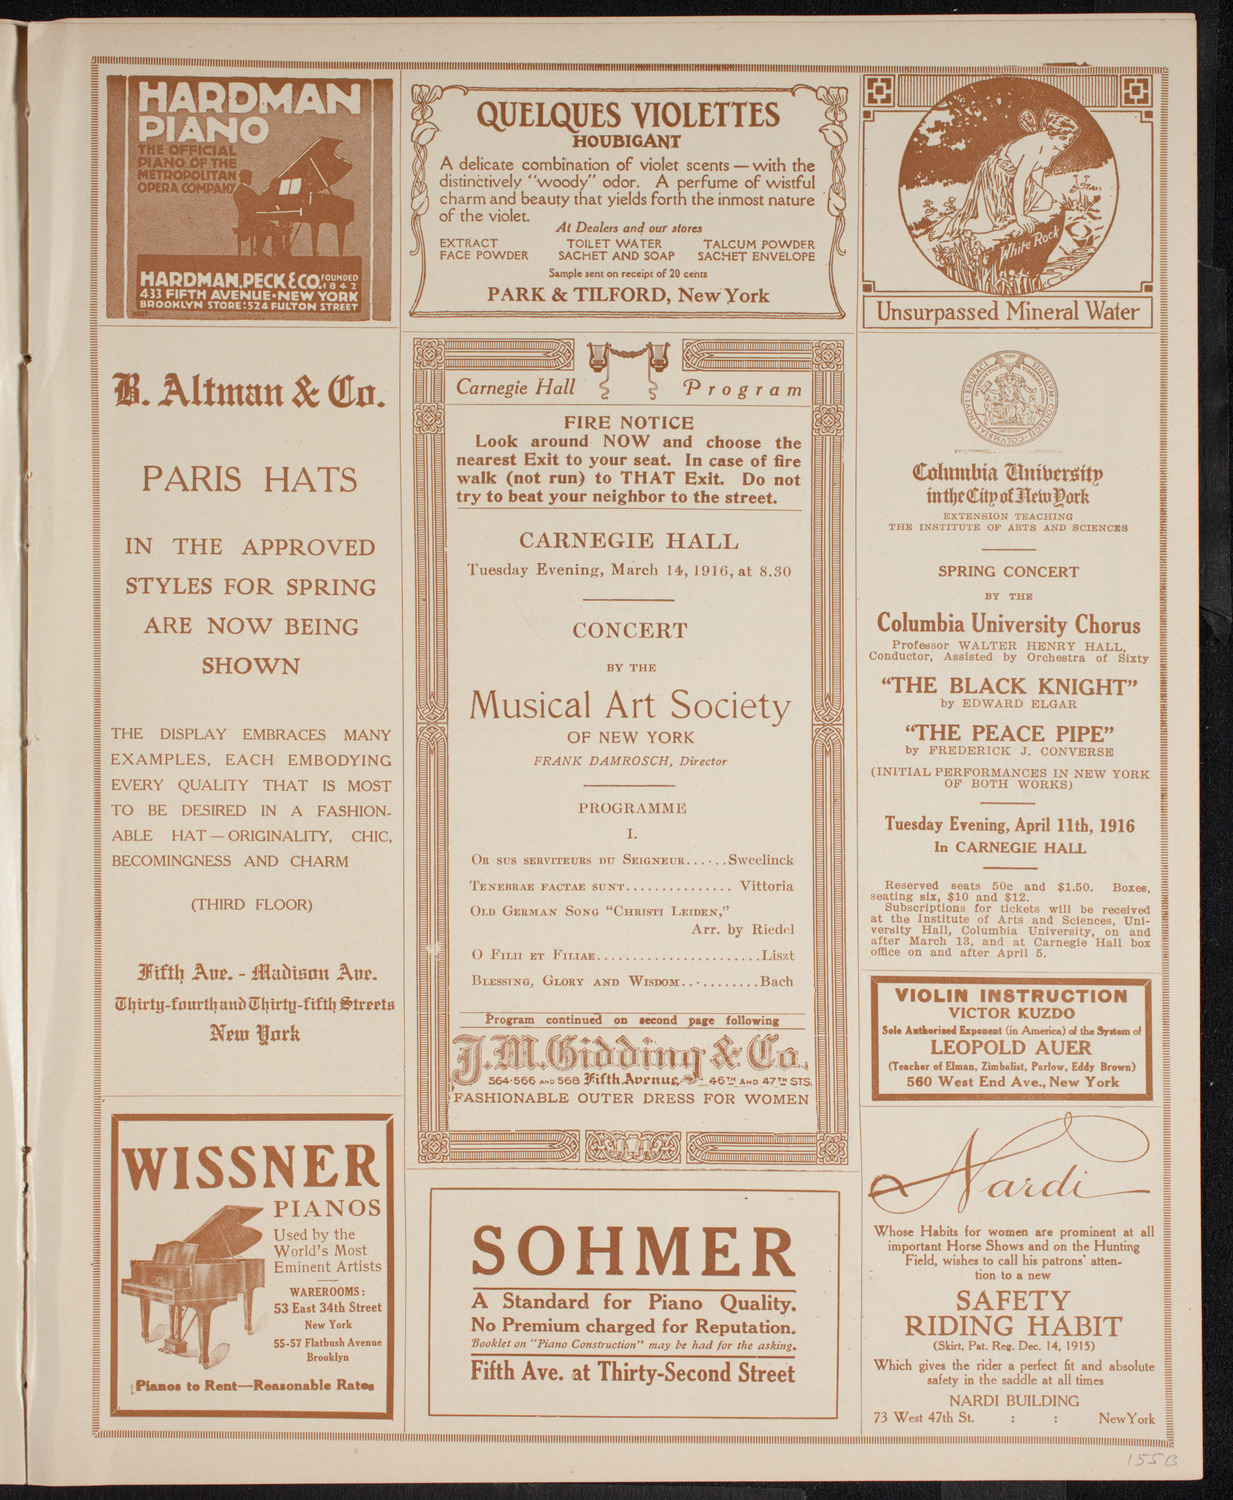 HARDMAN
PIANO
THE OFFICIAL
PIANO OF THE
METROPOLITAN
OPERA COMPANY
HARDMAN, PECK & CO. FOUNDED 1842
433 FIFTH AVENUE·NEW YORK
BROOKLYN STORE: 524 FULTON STREET
QUELQUES VIOLETTES
HOUBIGANT
A delicate combination of violet scents — with the
distinctively "woody" odor. A perfume of wistful
charm and beauty that yields forth the inmost nature
of the violet.
At Dealers and our stores
EXTRACT TOILET WATER TALCUM POWDER
FACE POWDER SACHET AND SOAP SACHET ENVELOPE
Sample sent on receipt of 20 cents
PARK & TILFORD, New York
White Rock
Unsurpassed Mineral Water
B. Altman & Co.
PARIS HATS
IN THE APPROVED
STYLES FOR SPRING
ARE NOW BEING
SHOWN
THE DISPLAY EMBRACES MANY
EXAMPLES, EACH EMBODYING
EVERY QUALITY THAT IS MOST
TO BE DESIRED IN A FASHION-
ABLE HAT — ORIGINALITY, CHIC,
BECOMINGNESS AND CHARM
(THIRD FLOOR)
Fifth Ave. - Madison Ave.
Thirty-fourth and Thirty-fifth Streets
New York
WISSNER
PIANOS
Used by the
World's Most
Eminent Artists
WAREROOMS:
53 East 34th Street
New York
55-57 Flatbush Avenue
Brooklyn
Pianos to Rent—Reasonable Rates
Carnegie Hall Program
FIRE NOTICE
Look around NOW and choose the
nearest Exit to your seat. In case of fire
walk (not run) to THAT Exit. Do not
try to beat your neighbor to the street.
CARNEGIE HALL
Tuesday Evening, March 14, 1916, at 8.30
CONCERT
BY THE
Musical Art Society
OF NEW YORK
FRANK DAMROSCH, Director
PROGRAMME
I.
OR SUS SERVITEURS DU SEIGNEUR.......Sweelinck
TENEBRAE FACTAE SUNT............... Vittoria
OLD GERMAN SONG "CHRISTI LEIDEN,"
Arr. by Riedel
O FILII ET FILIAE.......................Liszt
BLESSING, GLORY AND WISDOM...........Bach
Program continued on second page following
J. M. Gidding & Co.
564-566 AND 568 Fifth Avenue 46TH AND 47TH STS.
FASHIONABLE OUTER DRESS FOR WOMEN
SOHMER
A Standard for Piano Quality.
No Premium charged for Reputation.
Booklet on "Piano Construction" may be had for the asking.
Fifth Ave. at Thirty-Second Street
Columbia University
in the City of New York
EXTENSION TEACHING
THE INSTITUTE OF ARTS AND SCIENCES
SPRING CONCERT
BY THE
Columbia University Chorus
Professor WALTER HENRY HALL,
Conductor, Assisted by Orchestra of Sixty
"THE BLACK KNIGHT"
by EDWARD ELGAR
"THE PEACE PIPE"
by FREDERICK J. CONVERSE
(INITIAL PERFORMANCES IN NEW YORK
OF BOTH WORKS)
Tuesday Evening, April 11th, 1916
In CARNEGIE HALL
Reserved seats 50c and $1.50. Boxes,
seating six, $10 and $12.
Subscriptions for tickets will be received
at the Institute of Arts and Sciences, Uni-
versity Hall, Columbia University, on and
after March 13, and at Carnegie Hall box
office on and after April 5.
VIOLIN INSTRUCTION
VICTOR KUZDO
Sole Authorized Exponent (in America) of the System of
LEOPOLD AUER
(Teacher of Elman, Zimbalist, Parlow, Eddy Brown)
560 West End Ave., New York
Nardi
Whose Habits for women are prominent at all
important Horse Shows and on the Hunting
Field, wishes to call his patrons' atten-
tion to a new
SAFETY
RIDING HABIT
(Skirt, Pat. Reg. Dec. 14, 1915)
Which gives the rider a perfect fit and absolute
safety in the saddle at all times
NARDI BUILDING
73 West 47th St. : : New York
155B